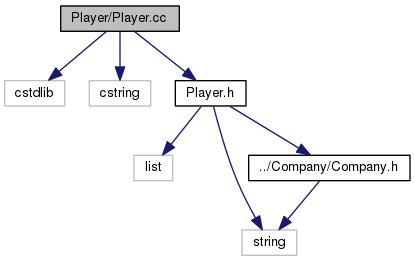 Player/Player.cc
cstdlib
cstring
Player.h
list
../Company/Company.h
string